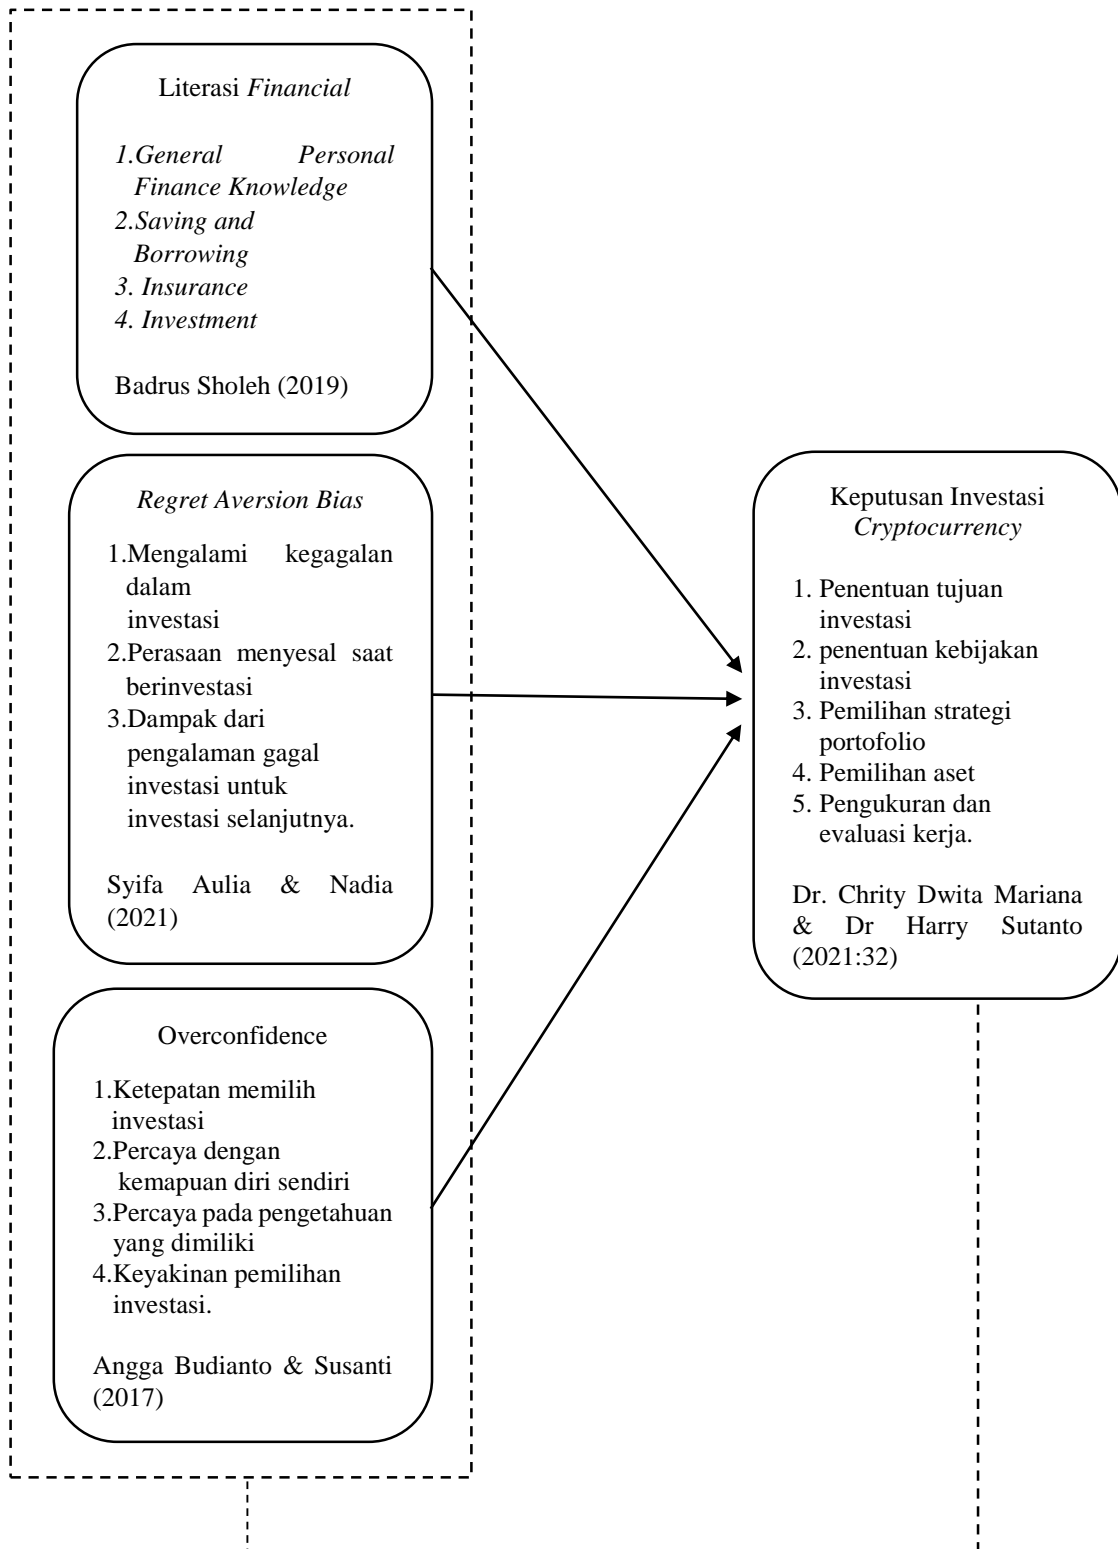 Literasi Financial
1.General Personal
Finance Knowledge
2.Saving and
Borrowing
3. Insurance
4. Investment
Badrus Sholeh (2019)
Regret Aversion Bias
1.Mengalami kegagalan
dalam
investasi
2.Perasaan menyesal saat
berinvestasi
3.Dampak dari
pengalaman gagal
investasi untuk
investasi selanjutnya.
Syifa Aulia & Nadia
(2021)
Overconfidence
1.Ketepatan memilih
investasi
2.Percaya dengan
kemapuan diri sendiri
3.Percaya pada pengetahuan
yang dimiliki
4.Keyakinan pemilihan
investasi.
Angga Budianto & Susanti
(2017)
Keputusan Investasi
Cryptocurrency
1. Penentuan tujuan
investasi
2. penentuan kebijakan
investasi
3. Pemilihan strategi
portofolio
4. Pemilihan aset
5. Pengukuran dan
evaluasi kerja.
Dr. Chrity Dwita Mariana
& Dr Harry Sutanto
(2021:32)